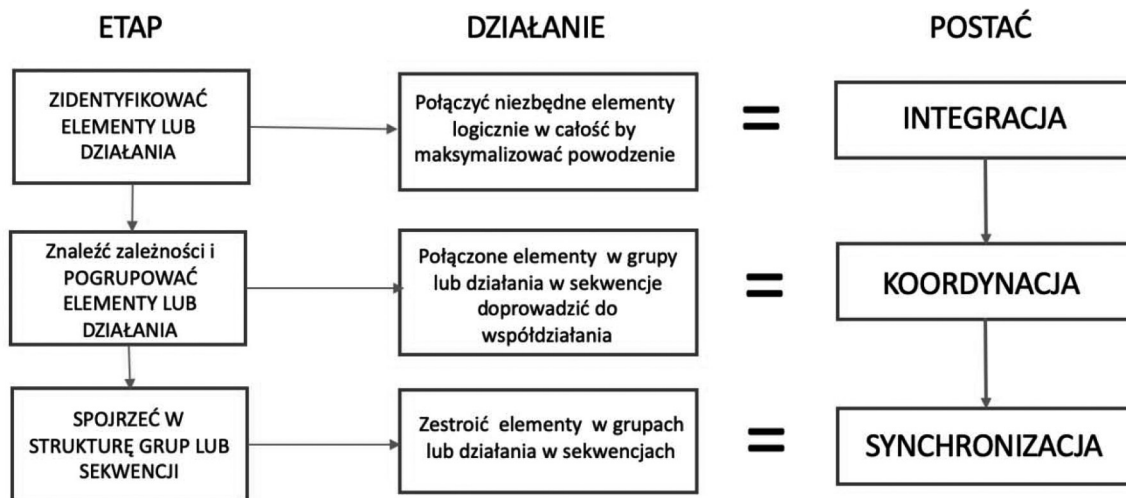 ETAP
DZIAŁANIE
POSTAĆ
ZIDENTYFIKOWAĆ
ELEMENTY LUB
DZIAŁANIA
Połączyć niezbędne elementy
logicznie w całość by
maksymalizować powodzenie
=
INTEGRACJA
Znaleźć zależności i
POGRUPOWAĆ
ELEMENTY LUB
DZIAŁANIA
Połączone elementy w grupy
lub działania w sekwencje
doprowadzić do
współdziałania
=
KOORDYNACJA
SPOJRZEĆ W
STRUKTURĘ GRUP LUB
SEKWENCJI
Zestroić elementy w grupach
lub działania w sekwencjach
=
SYNCHRONIZACJA